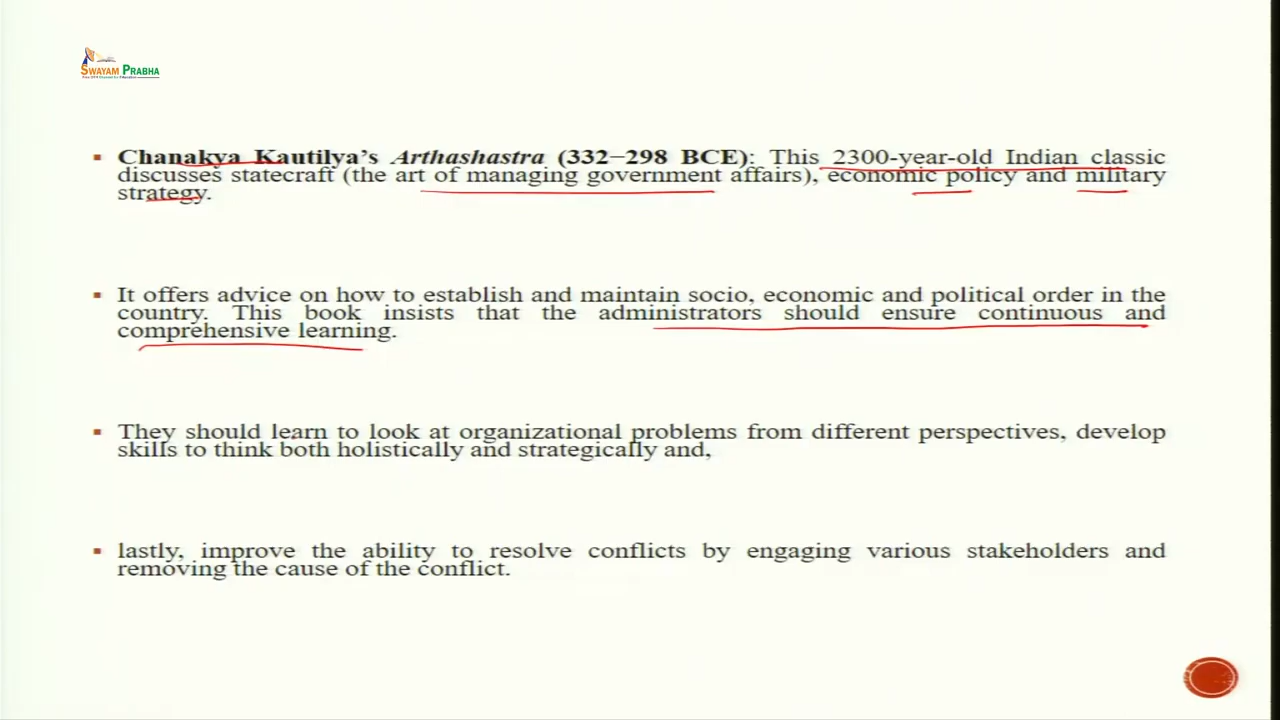 SWAYAM PRABHA
▪ Chanakya Kautilya's Arthashastra (332−298 BCE): This 2300-year-old Indian classic
discusses statecraft (the art of managing government affairs), economic policy and military
strategy.
▪ It offers advice on how to establish and maintain socio, economic and political order in the
country. This book insists that the administrators should ensure continuous and
comprehensive learning.
▪ They should learn to look at organizational problems from different perspectives, develop
skills to think both holistically and strategically and,
▪ lastly, improve the ability to resolve conflicts by engaging various stakeholders and
removing the cause of the conflict.